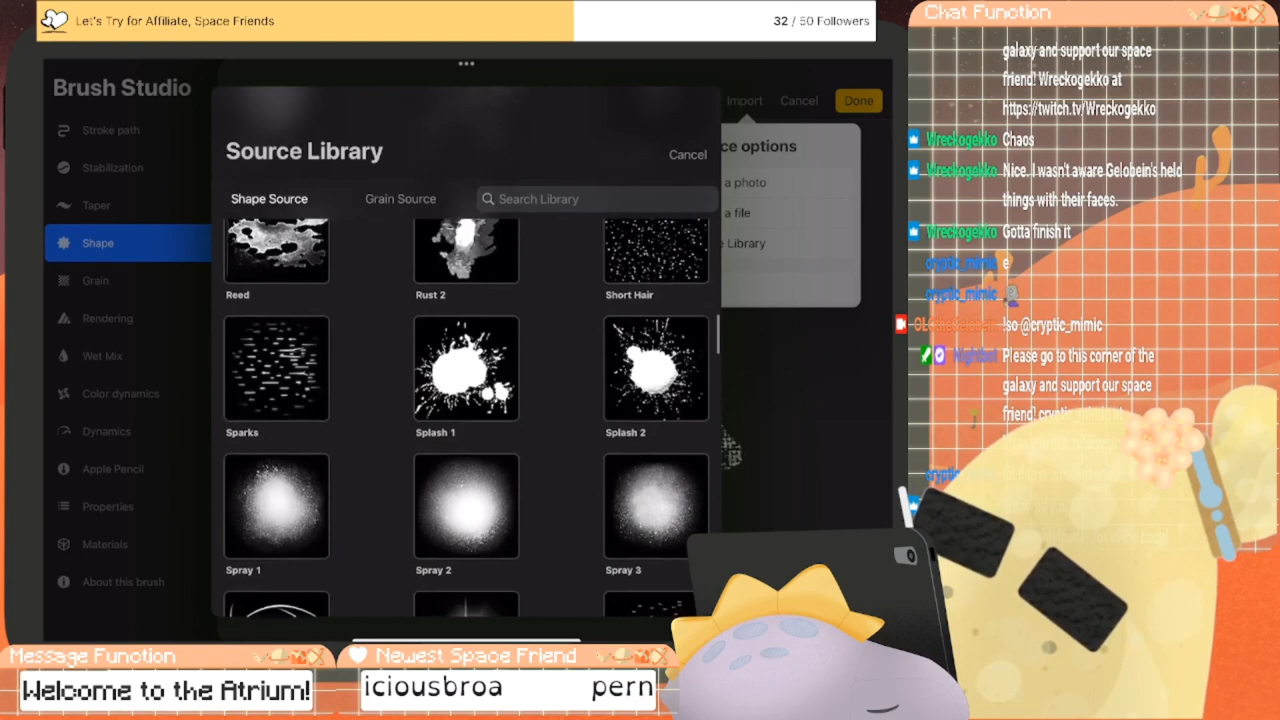 Let's Try for Affiliate, Space Friends
32 / 50 Followers
Chat Function
Brush Studio
Import
Cancel
Done
Stroke path
Stabilization
Taper
Shape
Grain
Rendering
Wet Mix
Color dynamics
Dynamics
Apple Pencil
Properties
Materials
About this brush
Source Library
Cancel
Shape Source
Grain Source
Search Library
Reed
Rust 2
Short Hair
Sparks
Splash 1
Splash 2
Spray 1
Spray 2
Spray 3
ce options
a photo
a file
Library
galaxy and support our space
friend! Wreckogekko at
https://twitch.tv/Wreckogekko
Wreckogekko Chaos
Wreckogekko Nice. I wasn't aware Gelobein's held
things with their faces.
Wreckogekko Gotta finish it
cryptic_mimic e
cryptic_mimic
!so @cryptic_mimic
Nightbot Please go to this corner of the
galaxy and support our space
friend!
cryptic
Message Function
Welcome to the Atrium!
Newest Space Friend
iciousbroa pern